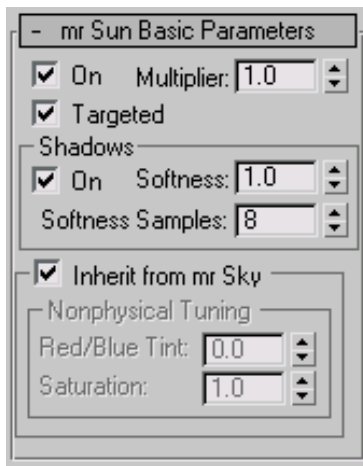 - mr Sun Basic Parameters
On Multiplier: 1.0
Targeted
Shadows
On Softness: 1.0
Softness Samples: 8
Inherit from mr Sky
Nonphysical Tuning
Red/Blue Tint: 0.0
Saturation: 1.0